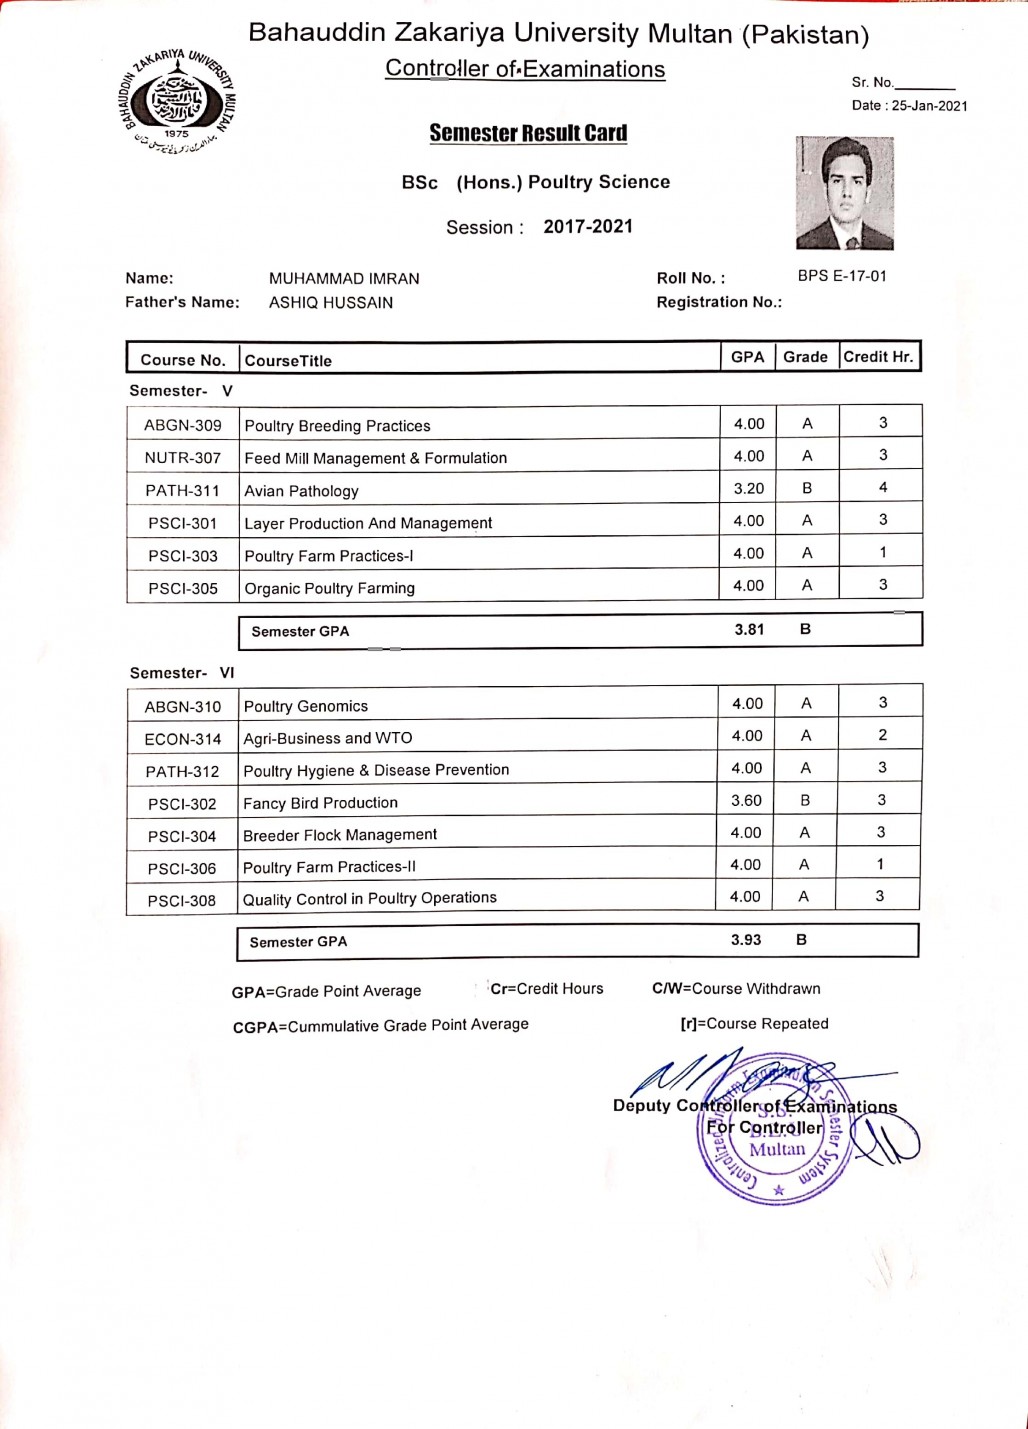 Bahauddin Zakariya University Multan (Pakistan)
Controller of Examinations
BAHAUDDIN ZAKARIYA UNIVERSITY MULTAN
1975
Sr. No.
Date : 25-Jan-2021
Semester Result Card
BSc (Hons.) Poultry Science
Session : 2017-2021
Name: MUHAMMAD IMRAN Roll No. : BPS E-17-01
Father's Name: ASHIQ HUSSAIN Registration No.:
Course No. CourseTitle GPA Grade Credit Hr.
Semester- V
ABGN-309 Poultry Breeding Practices 4.00 A 3
NUTR-307 Feed Mill Management & Formulation 4.00 A 3
PATH-311 Avian Pathology 3.20 B 4
PSCI-301 Layer Production And Management 4.00 A 3
PSCI-303 Poultry Farm Practices-I 4.00 A 1
PSCI-305 Organic Poultry Farming 4.00 A 3
Semester GPA 3.81 B
Semester- VI
ABGN-310 Poultry Genomics 4.00 A 3
ECON-314 Agri-Business and WTO 4.00 A 2
PATH-312 Poultry Hygiene & Disease Prevention 4.00 A 3
PSCI-302 Fancy Bird Production 3.60 B 3
PSCI-304 Breeder Flock Management 4.00 A 3
PSCI-306 Poultry Farm Practices-II 4.00 A 1
PSCI-308 Quality Control in Poultry Operations 4.00 A 3
Semester GPA 3.93 B
GPA=Grade Point Average Cr=Credit Hours C/W=Course Withdrawn
CGPA=Cummulative Grade Point Average [r]=Course Repeated
Deputy Controller of Examinations
For Controller
Centralized Uniform Examination Semester System
Multan